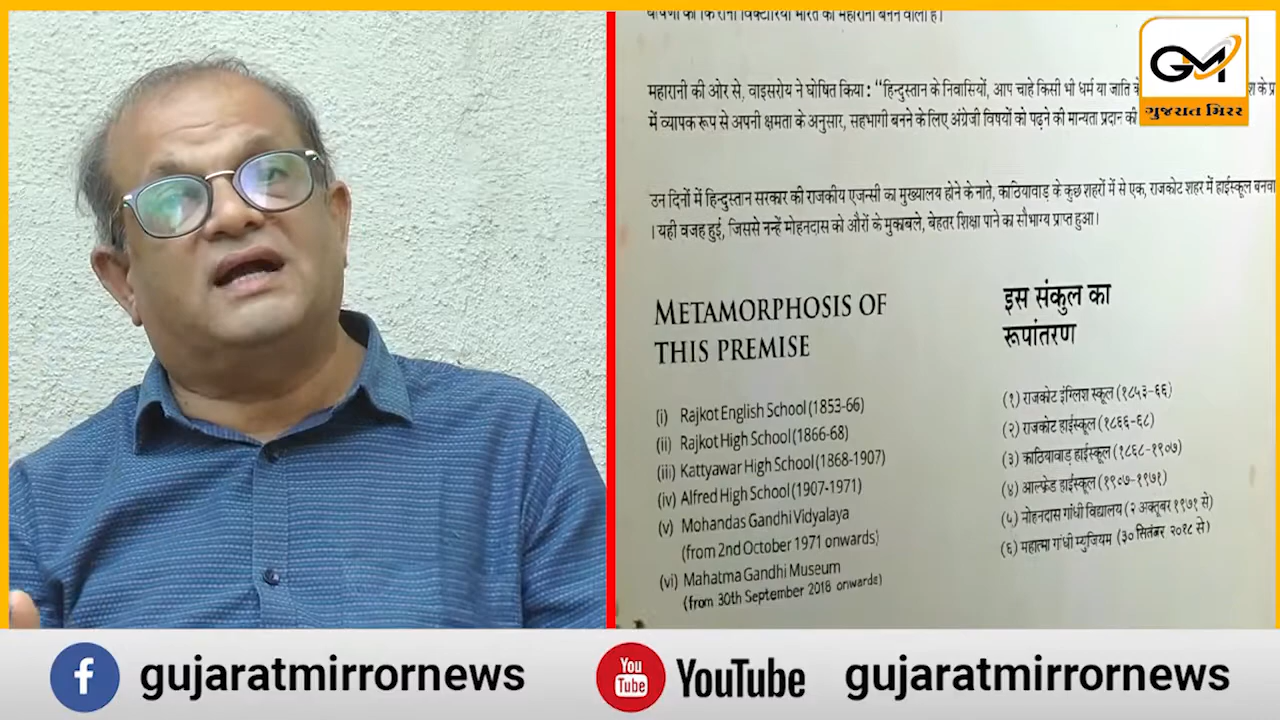 घोषणा की कि रानी विक्टोरिया भारत की महारानी बनने वाली हैं।
GM
ગુજરાત મિરર
महारानी की ओर से, वाइसरोय ने घोषित किया : “हिन्दुस्तान के निवासियों, आप चाहे किसी भी धर्म या जाति के
में व्यापक रूप से अपनी क्षमता के अनुसार, सहभागी बनने के लिए अंग्रेजी विषयों को पढ़ने की मान्यता प्रदान की
उन दिनों में हिन्दुस्तान सरकार की राजकीय एजन्सी का मुख्यालय होने के नाते, काठियावाड़ के कुछ शहरों में से एक, राजकोट शहर में हाईस्कूल बनवा
। यही वजह हुई, जिससे नन्हें मोहनदास को औरों के मुकाबले, बेहतर शिक्षा पाने का सौभाग्य प्राप्त हुआ।
METAMORPHOSIS OF
THIS PREMISE
(i) Rajkot English School (1853-66)
(ii) Rajkot High School (1866-68)
(iii) Kattyawar High School (1868-1907)
(iv) Alfred High School (1907-1971)
(v) Mohandas Gandhi Vidyalaya
(from 2nd October 1971 onwards)
(vi) Mahatma Gandhi Museum
(from 30th September 2018 onwards)
इस संकुल का
रूपांतरण
(१) राजकोट इंग्लिश स्कूल (१८५३-६६)
(२) राजकोट हाईस्कूल (१८६६-६८)
(३) काठियावाड़ हाईस्कूल (१८६८-१९०७)
(४) आल्फ्रेड हाईस्कूल (१९०७-१९७१)
(५) मोहनदास गांधी विद्यालय (२ अक्तूबर १९७१ से)
(६) महात्मा गांधी म्युजियम (३० सितंबर २०१८ से)
f gujaratmirrornews
You Tube YouTube gujaratmirrornews